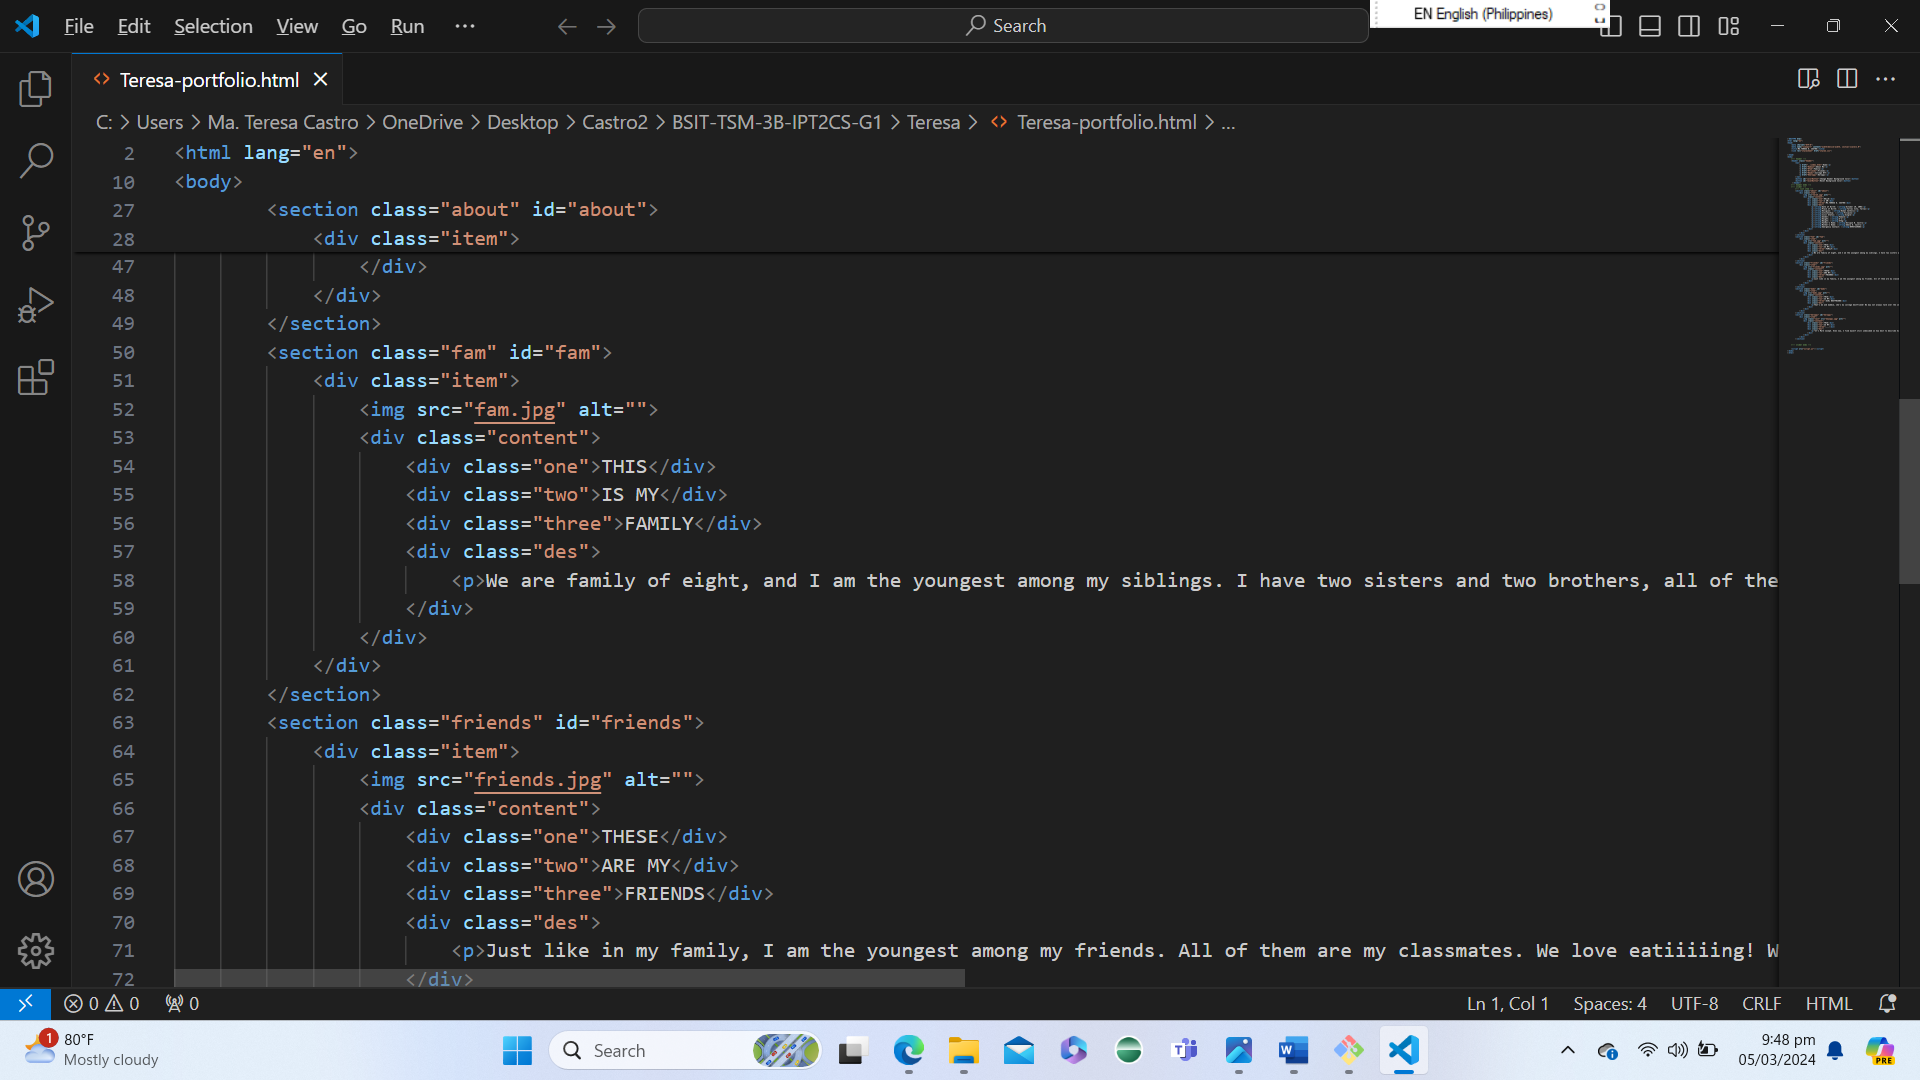 File Edit Selection View Go Run ···
Search
EN English (Philippines)
Teresa-portfolio.html
C: > Users > Ma. Teresa Castro > OneDrive > Desktop > Castro2 > BSIT-TSM-3B-IPT2CS-G1 > Teresa > <> Teresa-portfolio.html > ...
2 <html lang="en">
10 <body>
27 <section class="about" id="about">
28 <div class="item">
47 </div>
48 </div>
49 </section>
50 <section class="fam" id="fam">
51 <div class="item">
52 <img src="fam.jpg" alt="">
53 <div class="content">
54 <div class="one">THIS</div>
55 <div class="two">IS MY</div>
56 <div class="three">FAMILY</div>
57 <div class="des">
58 <p>We are family of eight, and I am the youngest among my siblings. I have two sisters and two brothers, all of the
59 </div>
60 </div>
61 </div>
62 </section>
63 <section class="friends" id="friends">
64 <div class="item">
65 <img src="friends.jpg" alt="">
66 <div class="content">
67 <div class="one">THESE</div>
68 <div class="two">ARE MY</div>
69 <div class="three">FRIENDS</div>
70 <div class="des">
71 <p>Just like in my family, I am the youngest among my friends. All of them are my classmates. We love eatiiiiing! W
72 </div>
0 0 0
Ln 1, Col 1 Spaces: 4 UTF-8 CRLF HTML
1
80°F
Mostly cloudy
Search
9:48 pm
05/03/2024
PRE